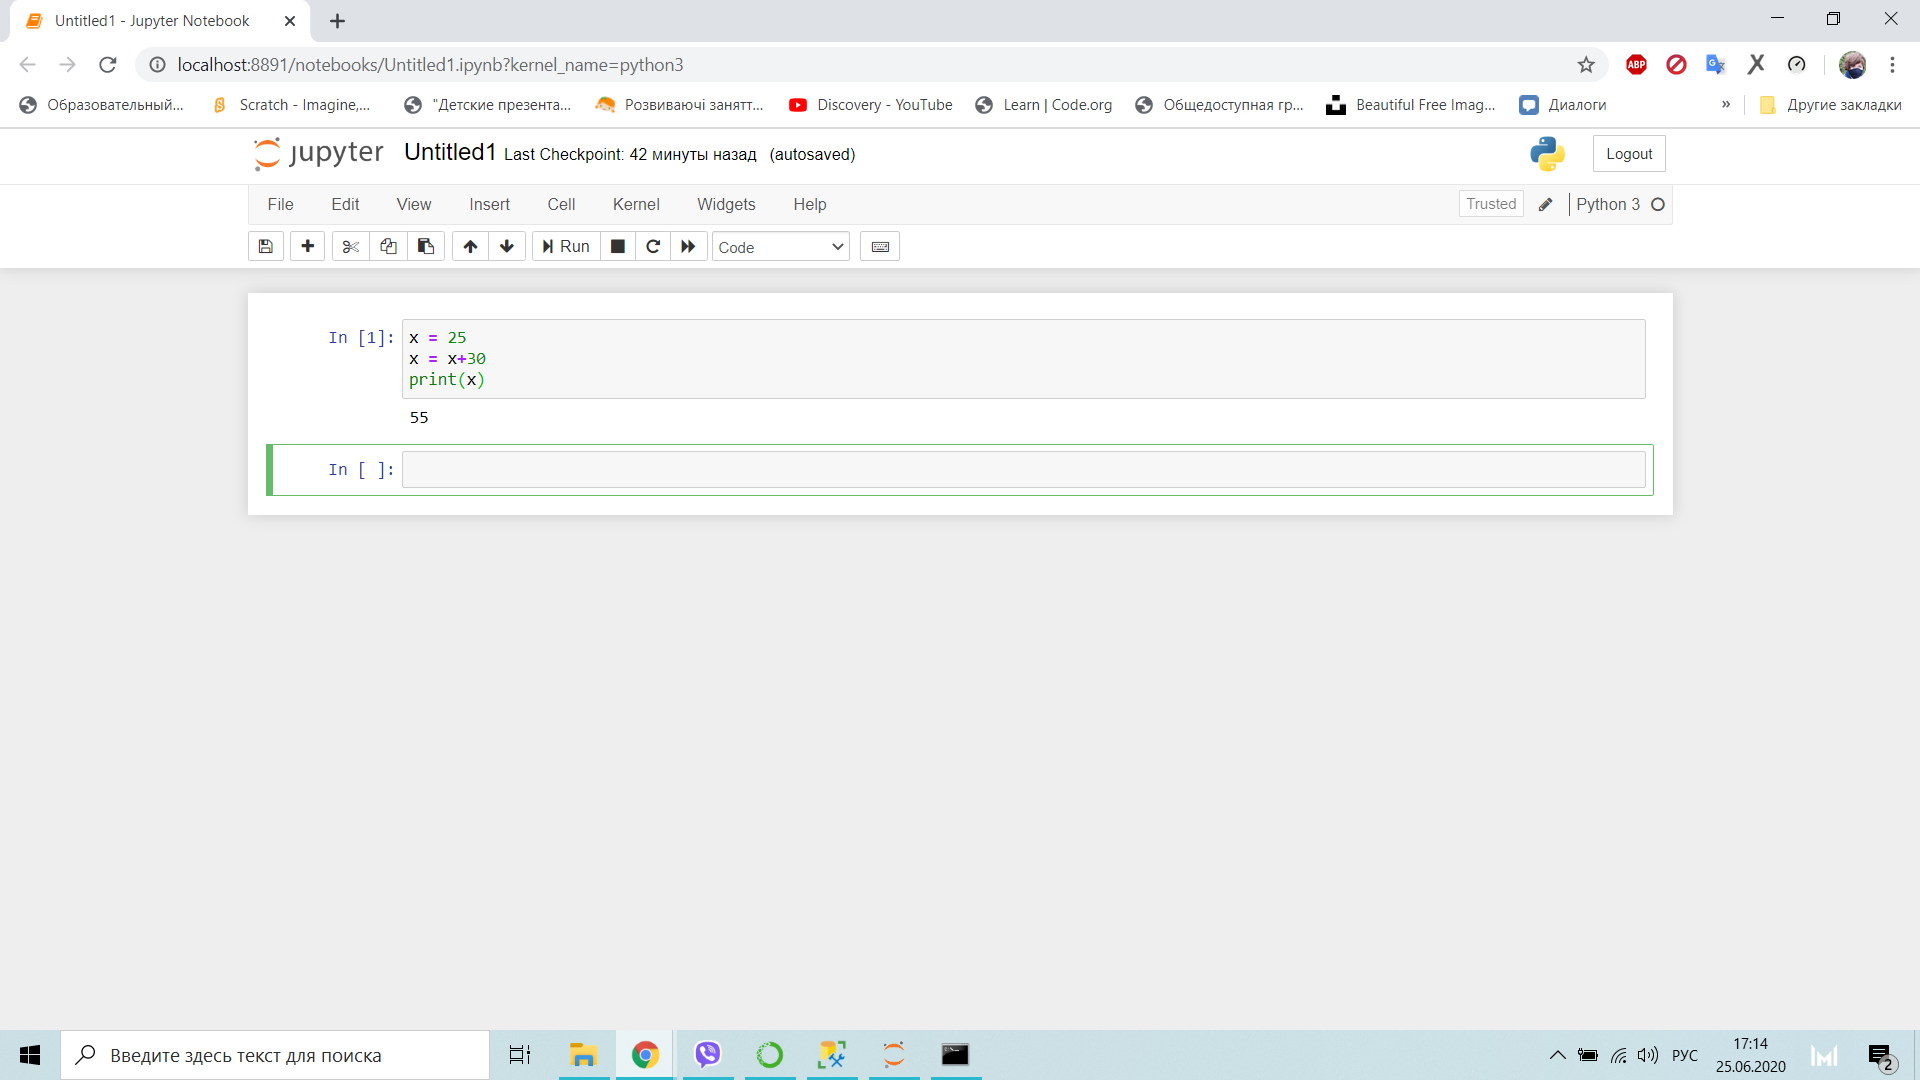 Untitled1 - Jupyter Notebook
localhost:8891/notebooks/Untitled1.ipynb?kernel_name=python3
ABP
Образовательный... Scratch - Imagine,... "Детские презента... Розвиваючі занятт... Discovery - YouTube Learn | Code.org Общедоступная гр... Beautiful Free Imag... Диалоги » Другие закладки
jupyter Untitled1 Last Checkpoint: 42 минуты назад (autosaved) Logout
File Edit View Insert Cell Kernel Widgets Help Trusted Python 3
Run Code
In [1]: x = 25
x = x+30
print(x)
55
In [ ]:
Введите здесь текст для поиска
РУС
17:14
25.06.2020
2